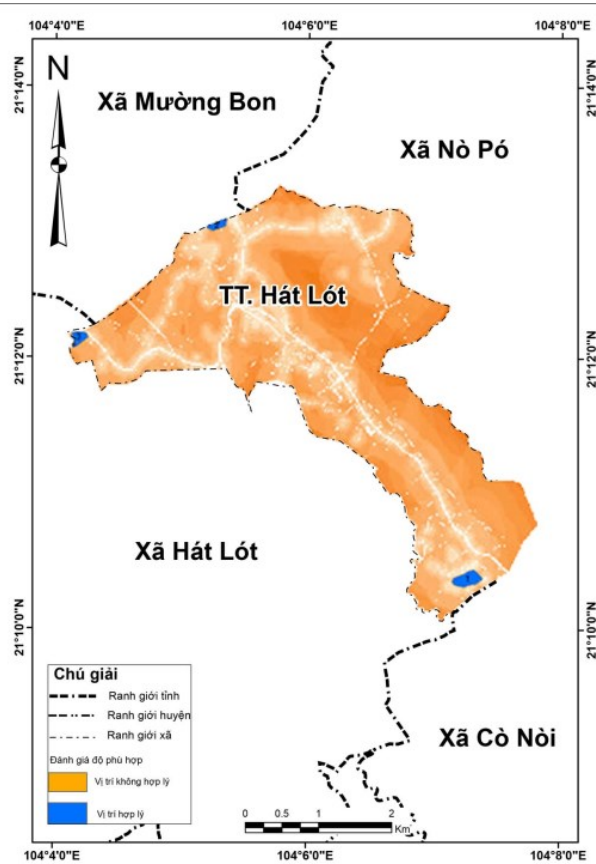 104°4'0"E 104°6'0"E 104°8'0"E
21°14'0"N 21°14'0"N
N
Xã Mường Bon
Xã Nò Pó
TT. Hát Lót
21°12'0"N 21°12'0"N
Xã Hát Lót
21°10'0"N 21°10'0"N
Chú giải
Ranh giới tỉnh
Ranh giới huyện
Ranh giới xã
Đánh giá độ phù hợp
Vị trí không hợp lý
Vị trí hợp lý
Xã Cò Nòi
0 0.5 1 2
Km
104°4'0"E 104°6'0"E 104°8'0"E